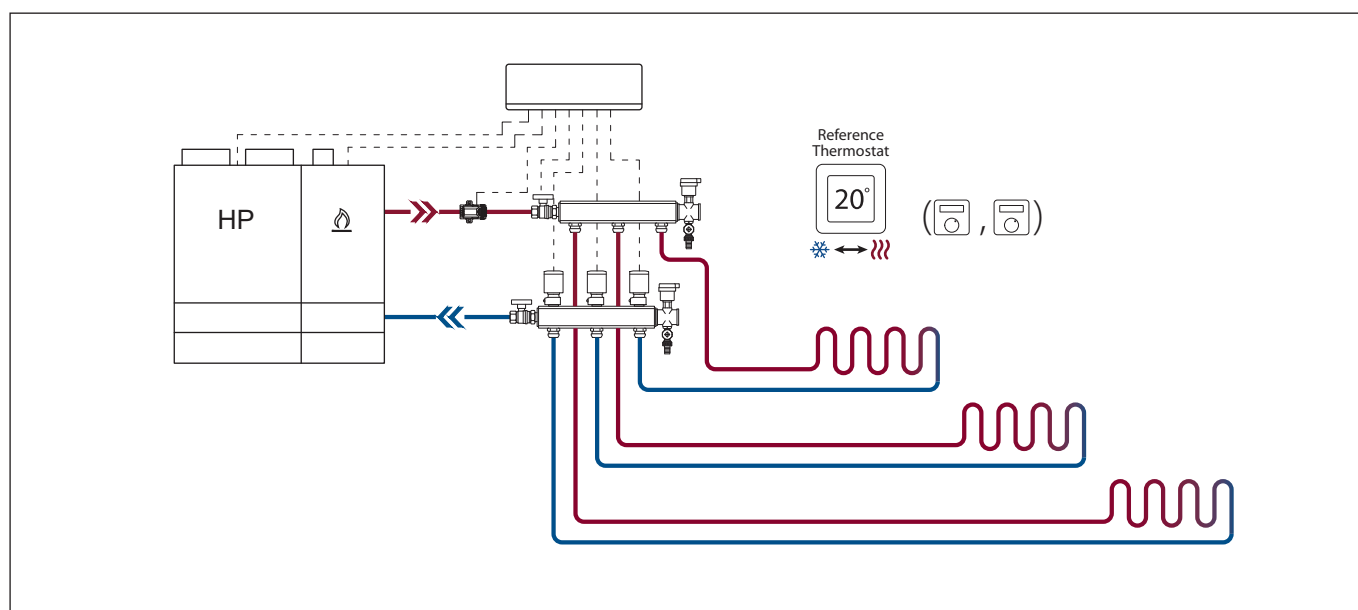 HP
Reference
Thermostat
20°
( , )